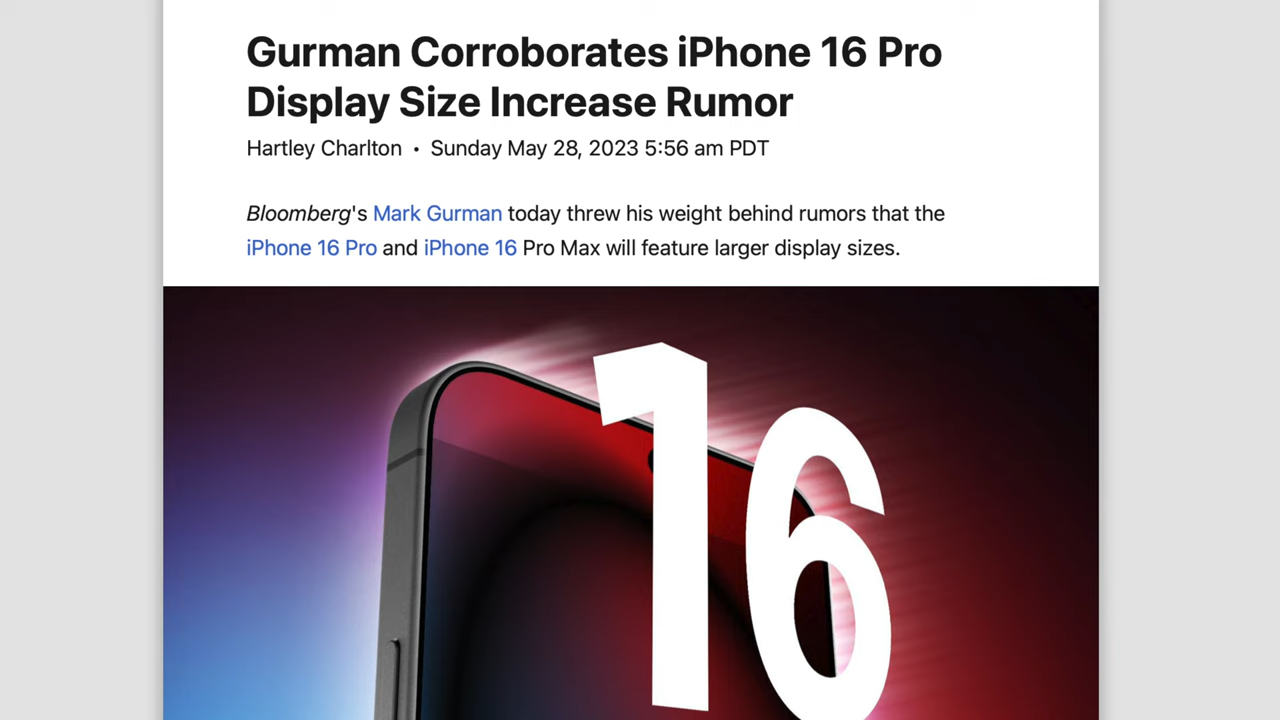 Gurman Corroborates iPhone 16 Pro
Display Size Increase Rumor
Hartley Charlton • Sunday May 28, 2023 5:56 am PDT
Bloomberg's Mark Gurman today threw his weight behind rumors that the
iPhone 16 Pro and iPhone 16 Pro Max will feature larger display sizes.
16